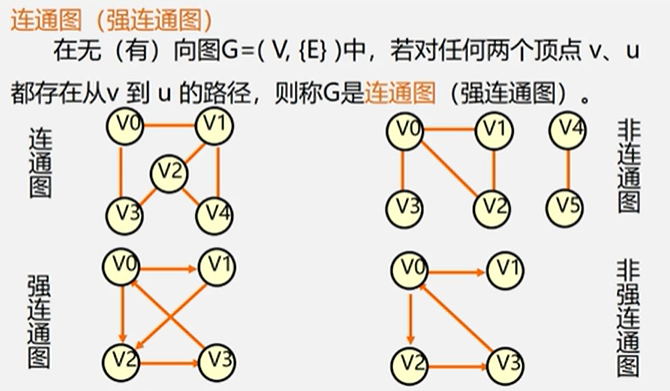 连通图（强连通图）
在无（有）向图G=( V, {E} )中，若对任何两个顶点 v、u
都存在从v 到 u 的路径，则称G是连通图（强连通图）。
连通图
V0
V1
V2
V3
V4
V0
V1
V4
V3
V2
V5
非连通图
强连通图
V0
V1
V2
V3
V0
V1
V2
V3
非强连通图